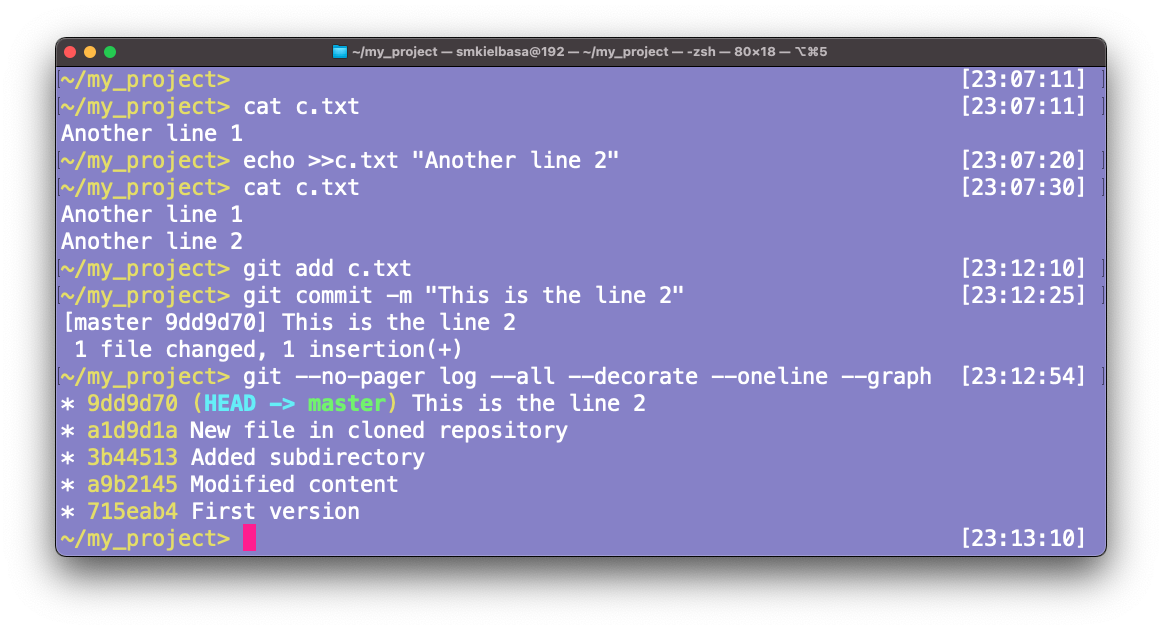 ~/my_project — smkielbasa@192 — ~/my_project — -zsh — 80×18 — ⌥⌘5
~/my_project> [23:07:11]
~/my_project> cat c.txt [23:07:11]
Another line 1
~/my_project> echo >>c.txt "Another line 2" [23:07:20]
~/my_project> cat c.txt [23:07:30]
Another line 1
Another line 2
~/my_project> git add c.txt [23:12:10]
~/my_project> git commit -m "This is the line 2" [23:12:25]
[master 9dd9d70] This is the line 2
 1 file changed, 1 insertion(+)
~/my_project> git --no-pager log --all --decorate --oneline --graph [23:12:54]
* 9dd9d70 (HEAD -> master) This is the line 2
* a1d9d1a New file in cloned repository
* 3b44513 Added subdirectory
* a9b2145 Modified content
* 715eab4 First version
~/my_project> [23:13:10]